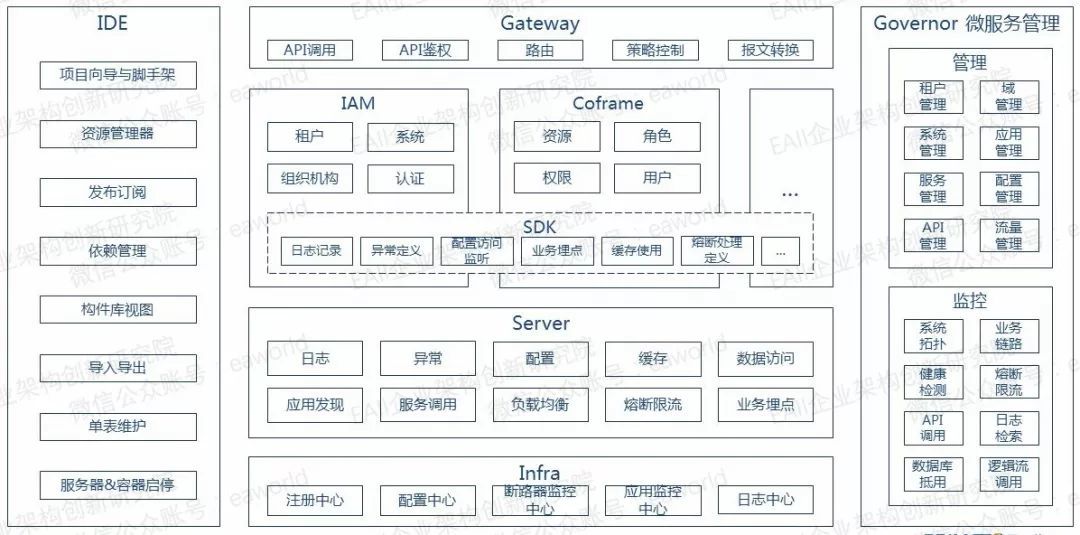 IDE
项目向导与脚手架
资源管理器
发布订阅
依赖管理
构件库视图
导入导出
单表维护
服务器&容器启停
Gateway
API调用
API鉴权
路由
策略控制
报文转换
IAM
租户
系统
组织机构
认证
Coframe
资源
角色
权限
用户
...
SDK
日志记录
异常定义
配置访问
监听
业务埋点
缓存使用
熔断处理
定义
...
Server
日志
异常
配置
缓存
数据访问
应用发现
服务调用
负载均衡
熔断限流
业务埋点
Infra
注册中心
配置中心
断路器监控
中心
应用监控
中心
日志中心
Governor 微服务管理
管理
租户
管理
域
管理
系统
管理
应用
管理
服务
管理
配置
管理
API
管理
流量
管理
监控
系统
拓扑
业务
链路
健康
检测
熔断
限流
API
调用
日志
检索
数据库
抵用
逻辑流
调用
EAII企业架构创新研究院
微信公众账号：eaworld